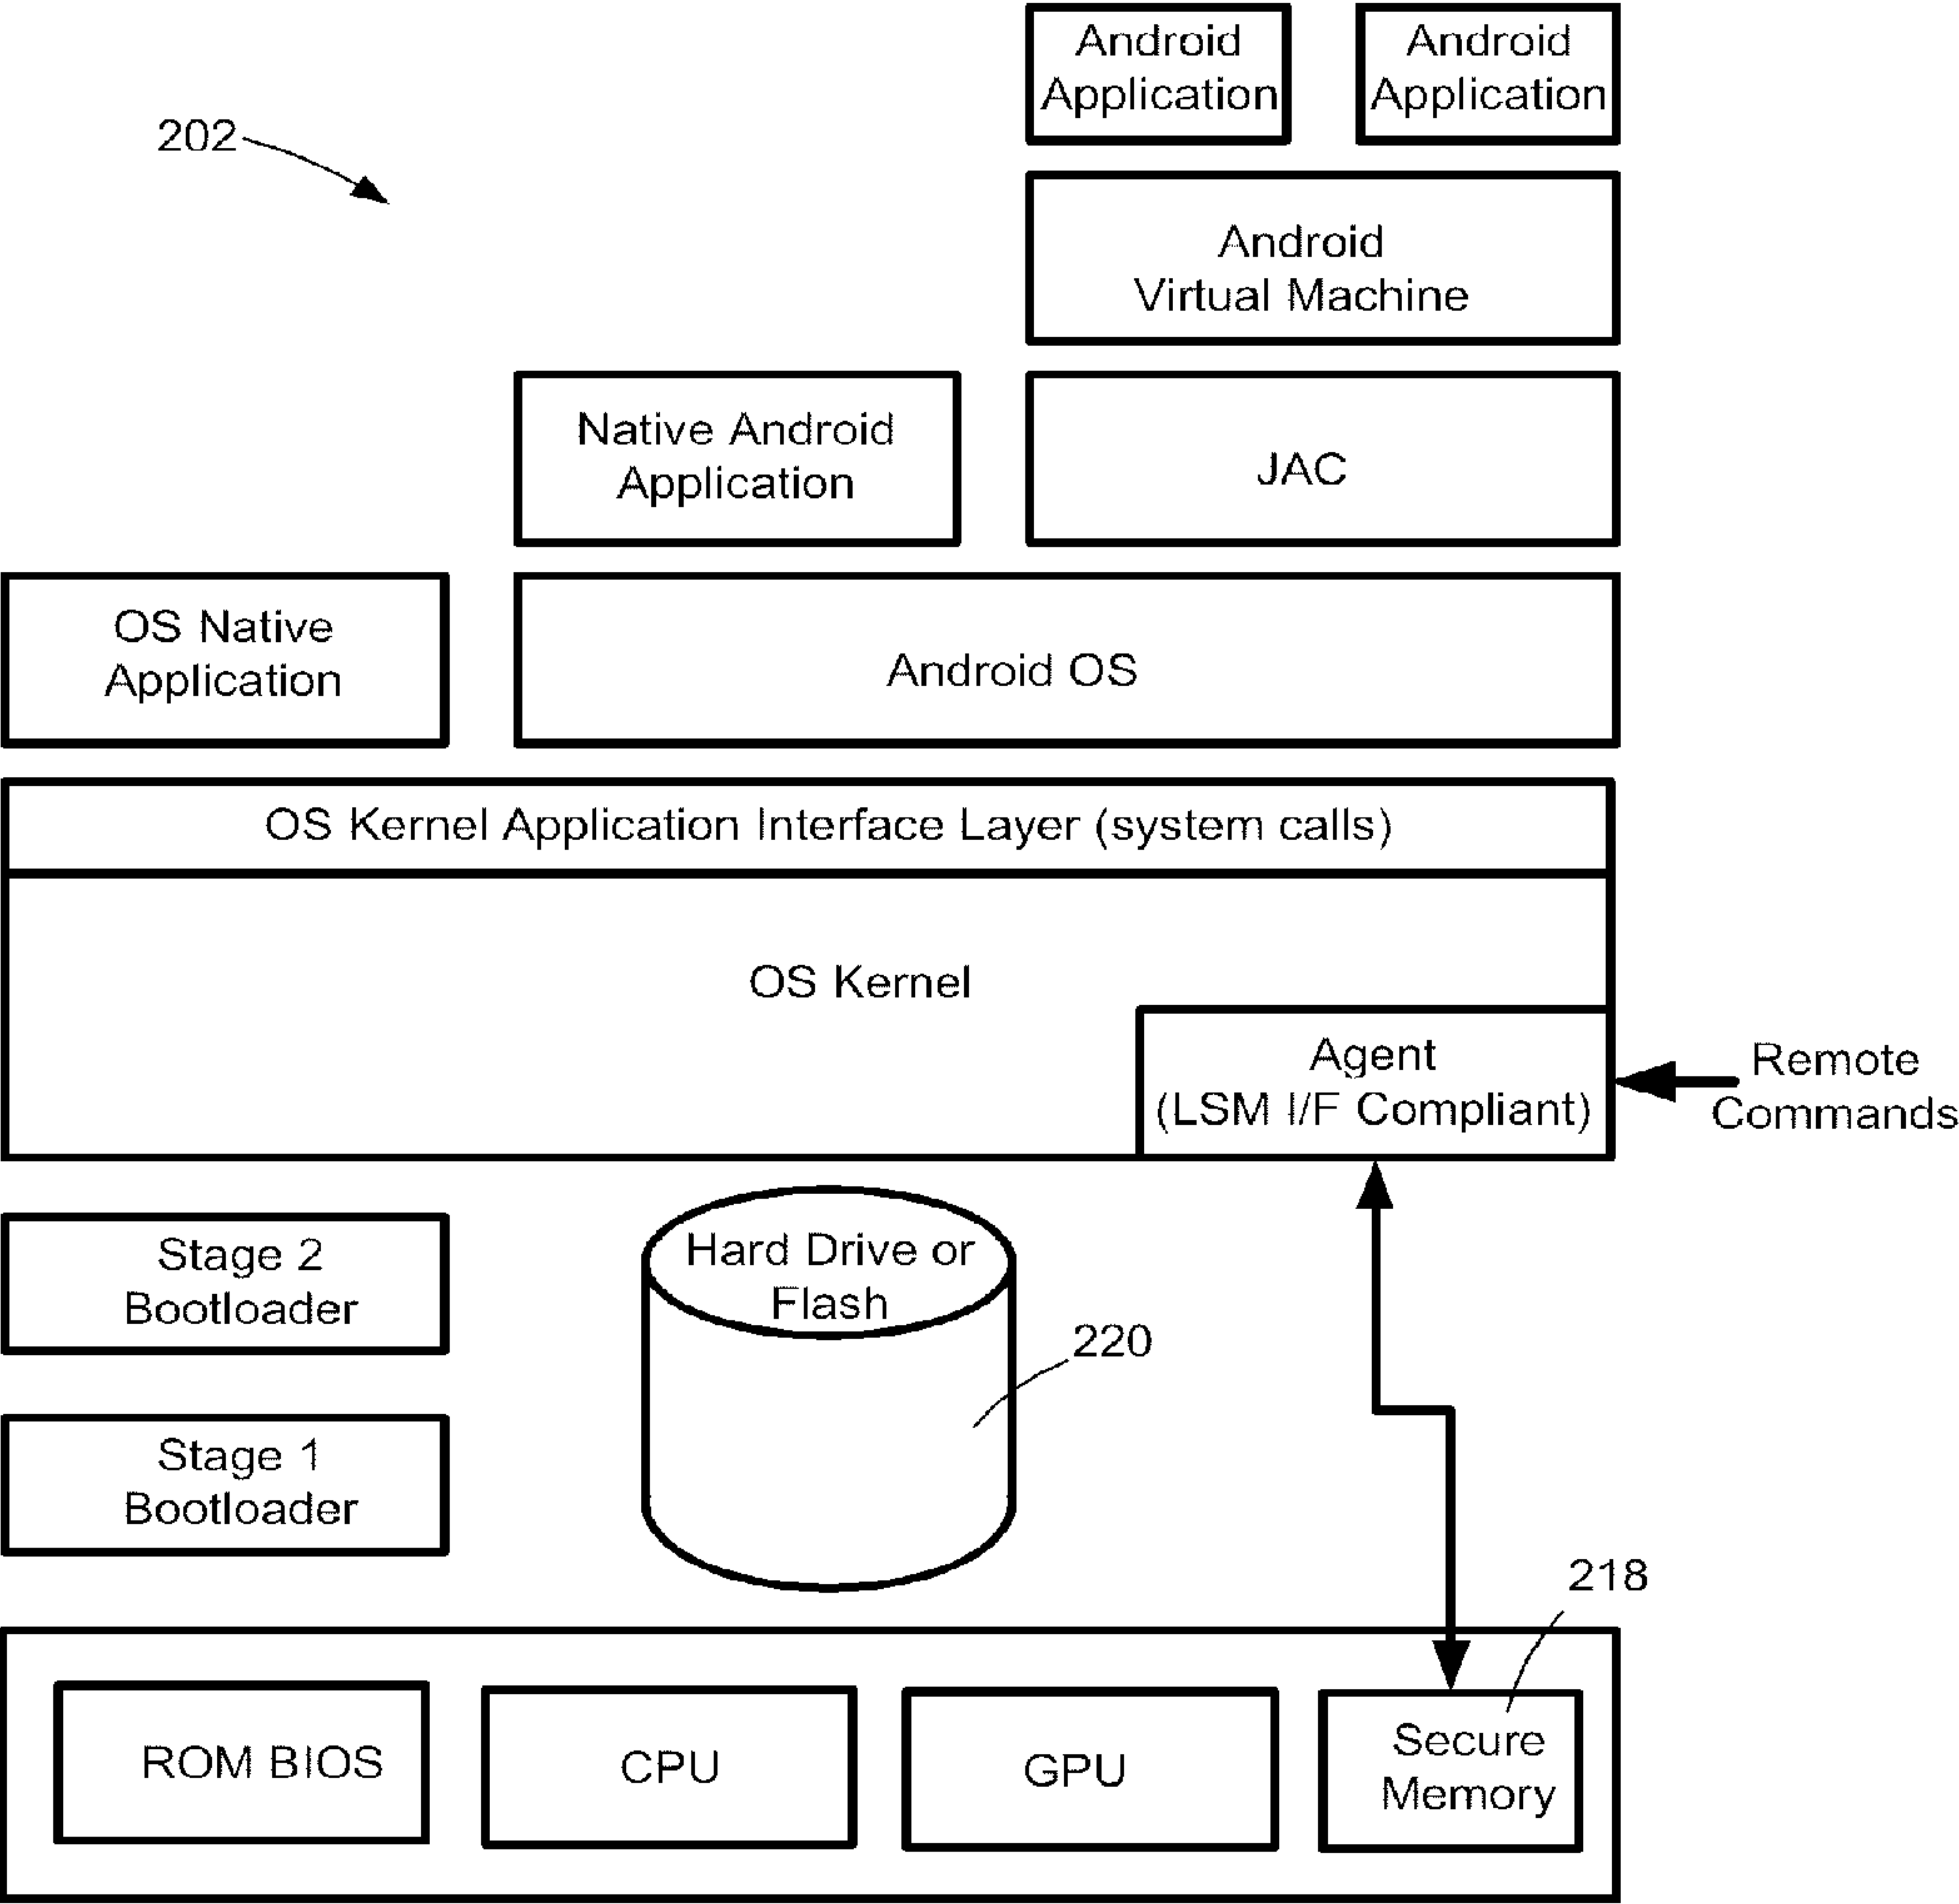 Android
Application
Android
Application
202
Android
Virtual Machine
Native Android
Application
JAC
OS Native
Application
Android OS
OS Kernel Application Interface Layer (system calls)
OS Kernel
Agent
(LSM I/F Compliant)
Remote
Commands
Stage 2
Bootloader
Hard Drive or
Flash
220
Stage 1
Bootloader
218
ROM BIOS
CPU
GPU
Secure
Memory